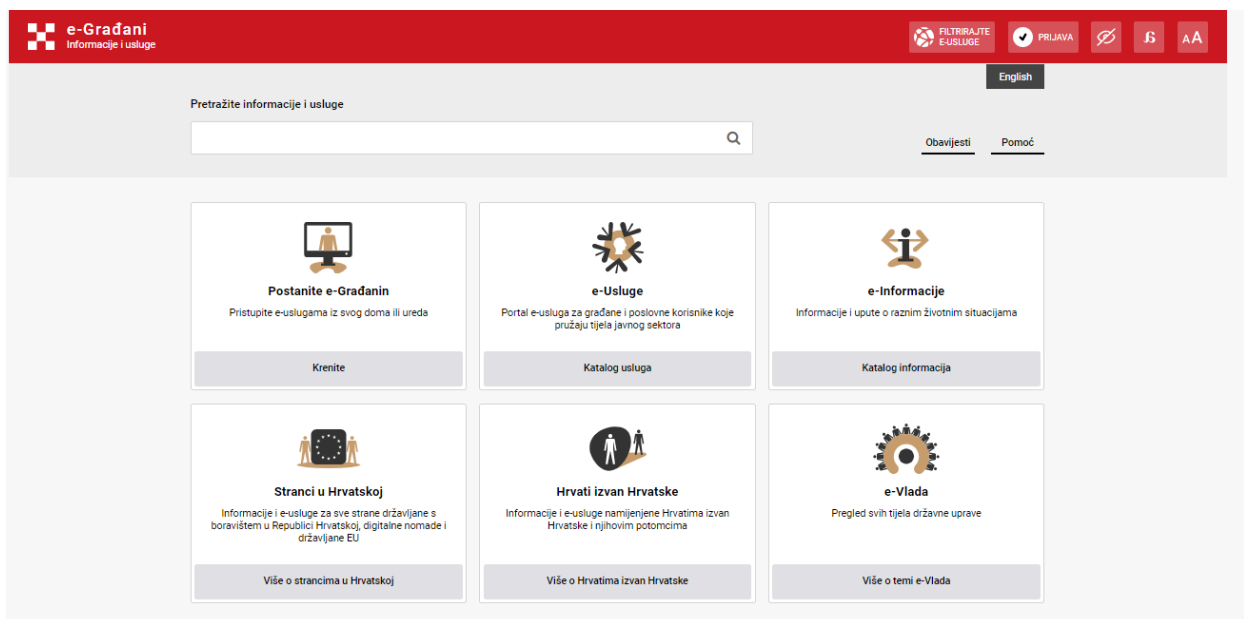 e-Građani
Informacije i usluge
FILTRIRAJTE
E-USLUGE
PRIJAVA
AA
English
Pretražite informacije i usluge
Obavijesti
Pomoć
Postanite e-Građanin
Pristupite e-uslugama iz svog doma ili ureda
Krenite
e-Usluge
Portal e-usluga za građane i poslovne korisnike koje
pružaju tijela javnog sektora
Katalog usluga
e-Informacije
Informacije i upute o raznim životnim situacijama
Katalog informacija
Stranci u Hrvatskoj
Informacije i e-usluge za sve strane državljane s
boravištem u Republici Hrvatskoj, digitalne nomade i
državljane EU
Više o strancima u Hrvatskoj
Hrvati izvan Hrvatske
Informacije i e-usluge namijenjene Hrvatima izvan
Hrvatske i njihovim potomcima
Više o Hrvatima izvan Hrvatske
e-Vlada
Pregled svih tijela državne uprave
Više o temi e-Vlada